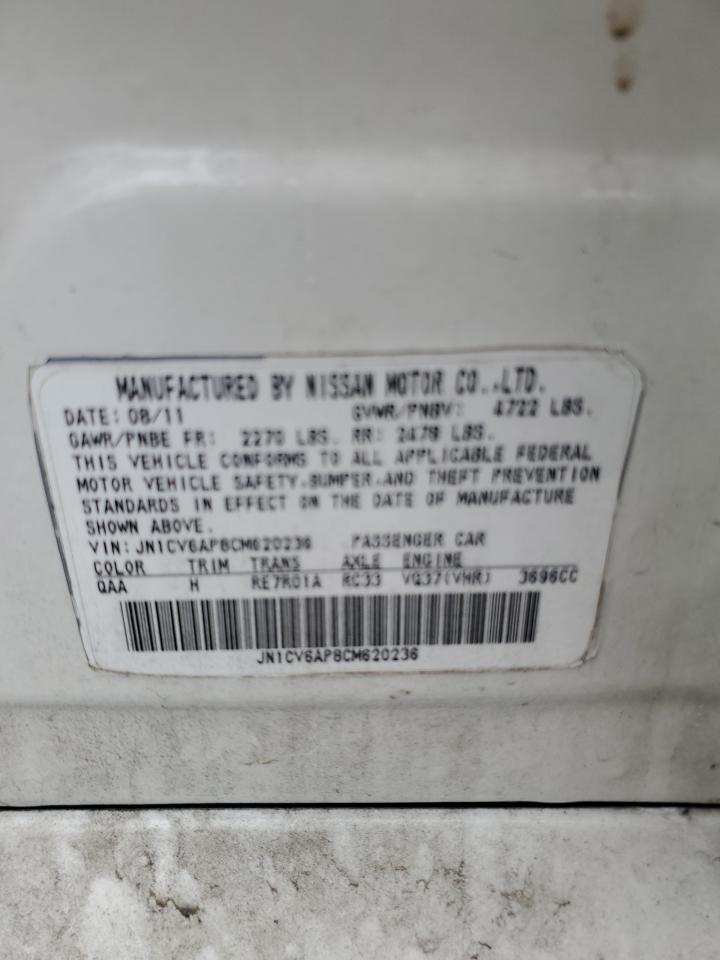 MANUFACTURED BY NISSAN MOTOR CO.,LTD.
DATE: 08/11 GVWR/PNBV: 4722 LBS.
GAWR/PNBE FR: 2270 LBS. RR: 2478 LBS.
THIS VEHICLE CONFORMS TO ALL APPLICABLE FEDERAL
MOTOR VEHICLE SAFETY,BUMPER,AND THEFT PREVENTION
STANDARDS IN EFFECT ON THE DATE OF MANUFACTURE
SHOWN ABOVE.
VIN: JN1CV6AP8CM620236 PASSENGER CAR
COLOR TRIM TRANS AXLE ENGINE
QAA H RE7R01A RC33 VQ37(VHR) 3696CC
JN1CV6AP8CM620236